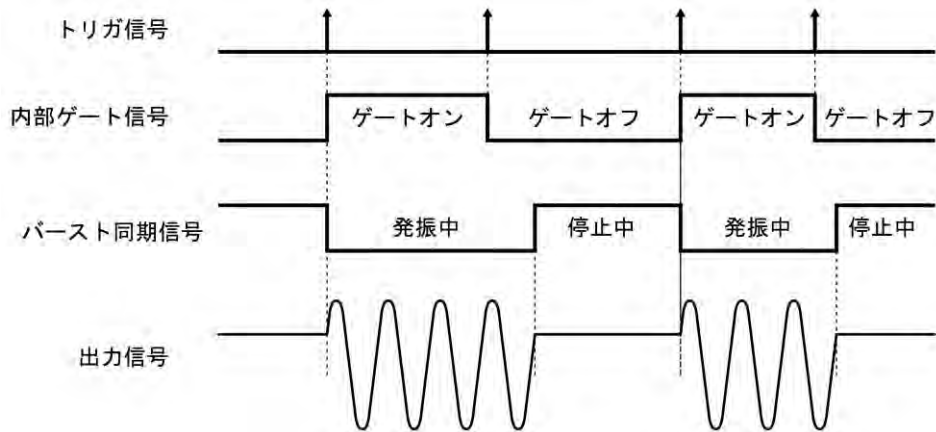 トリガ信号
内部ゲート信号
ゲートオン
ゲートオフ
ゲートオン
ゲートオフ
バースト同期信号
発振中
停止中
発振中
停止中
出力信号